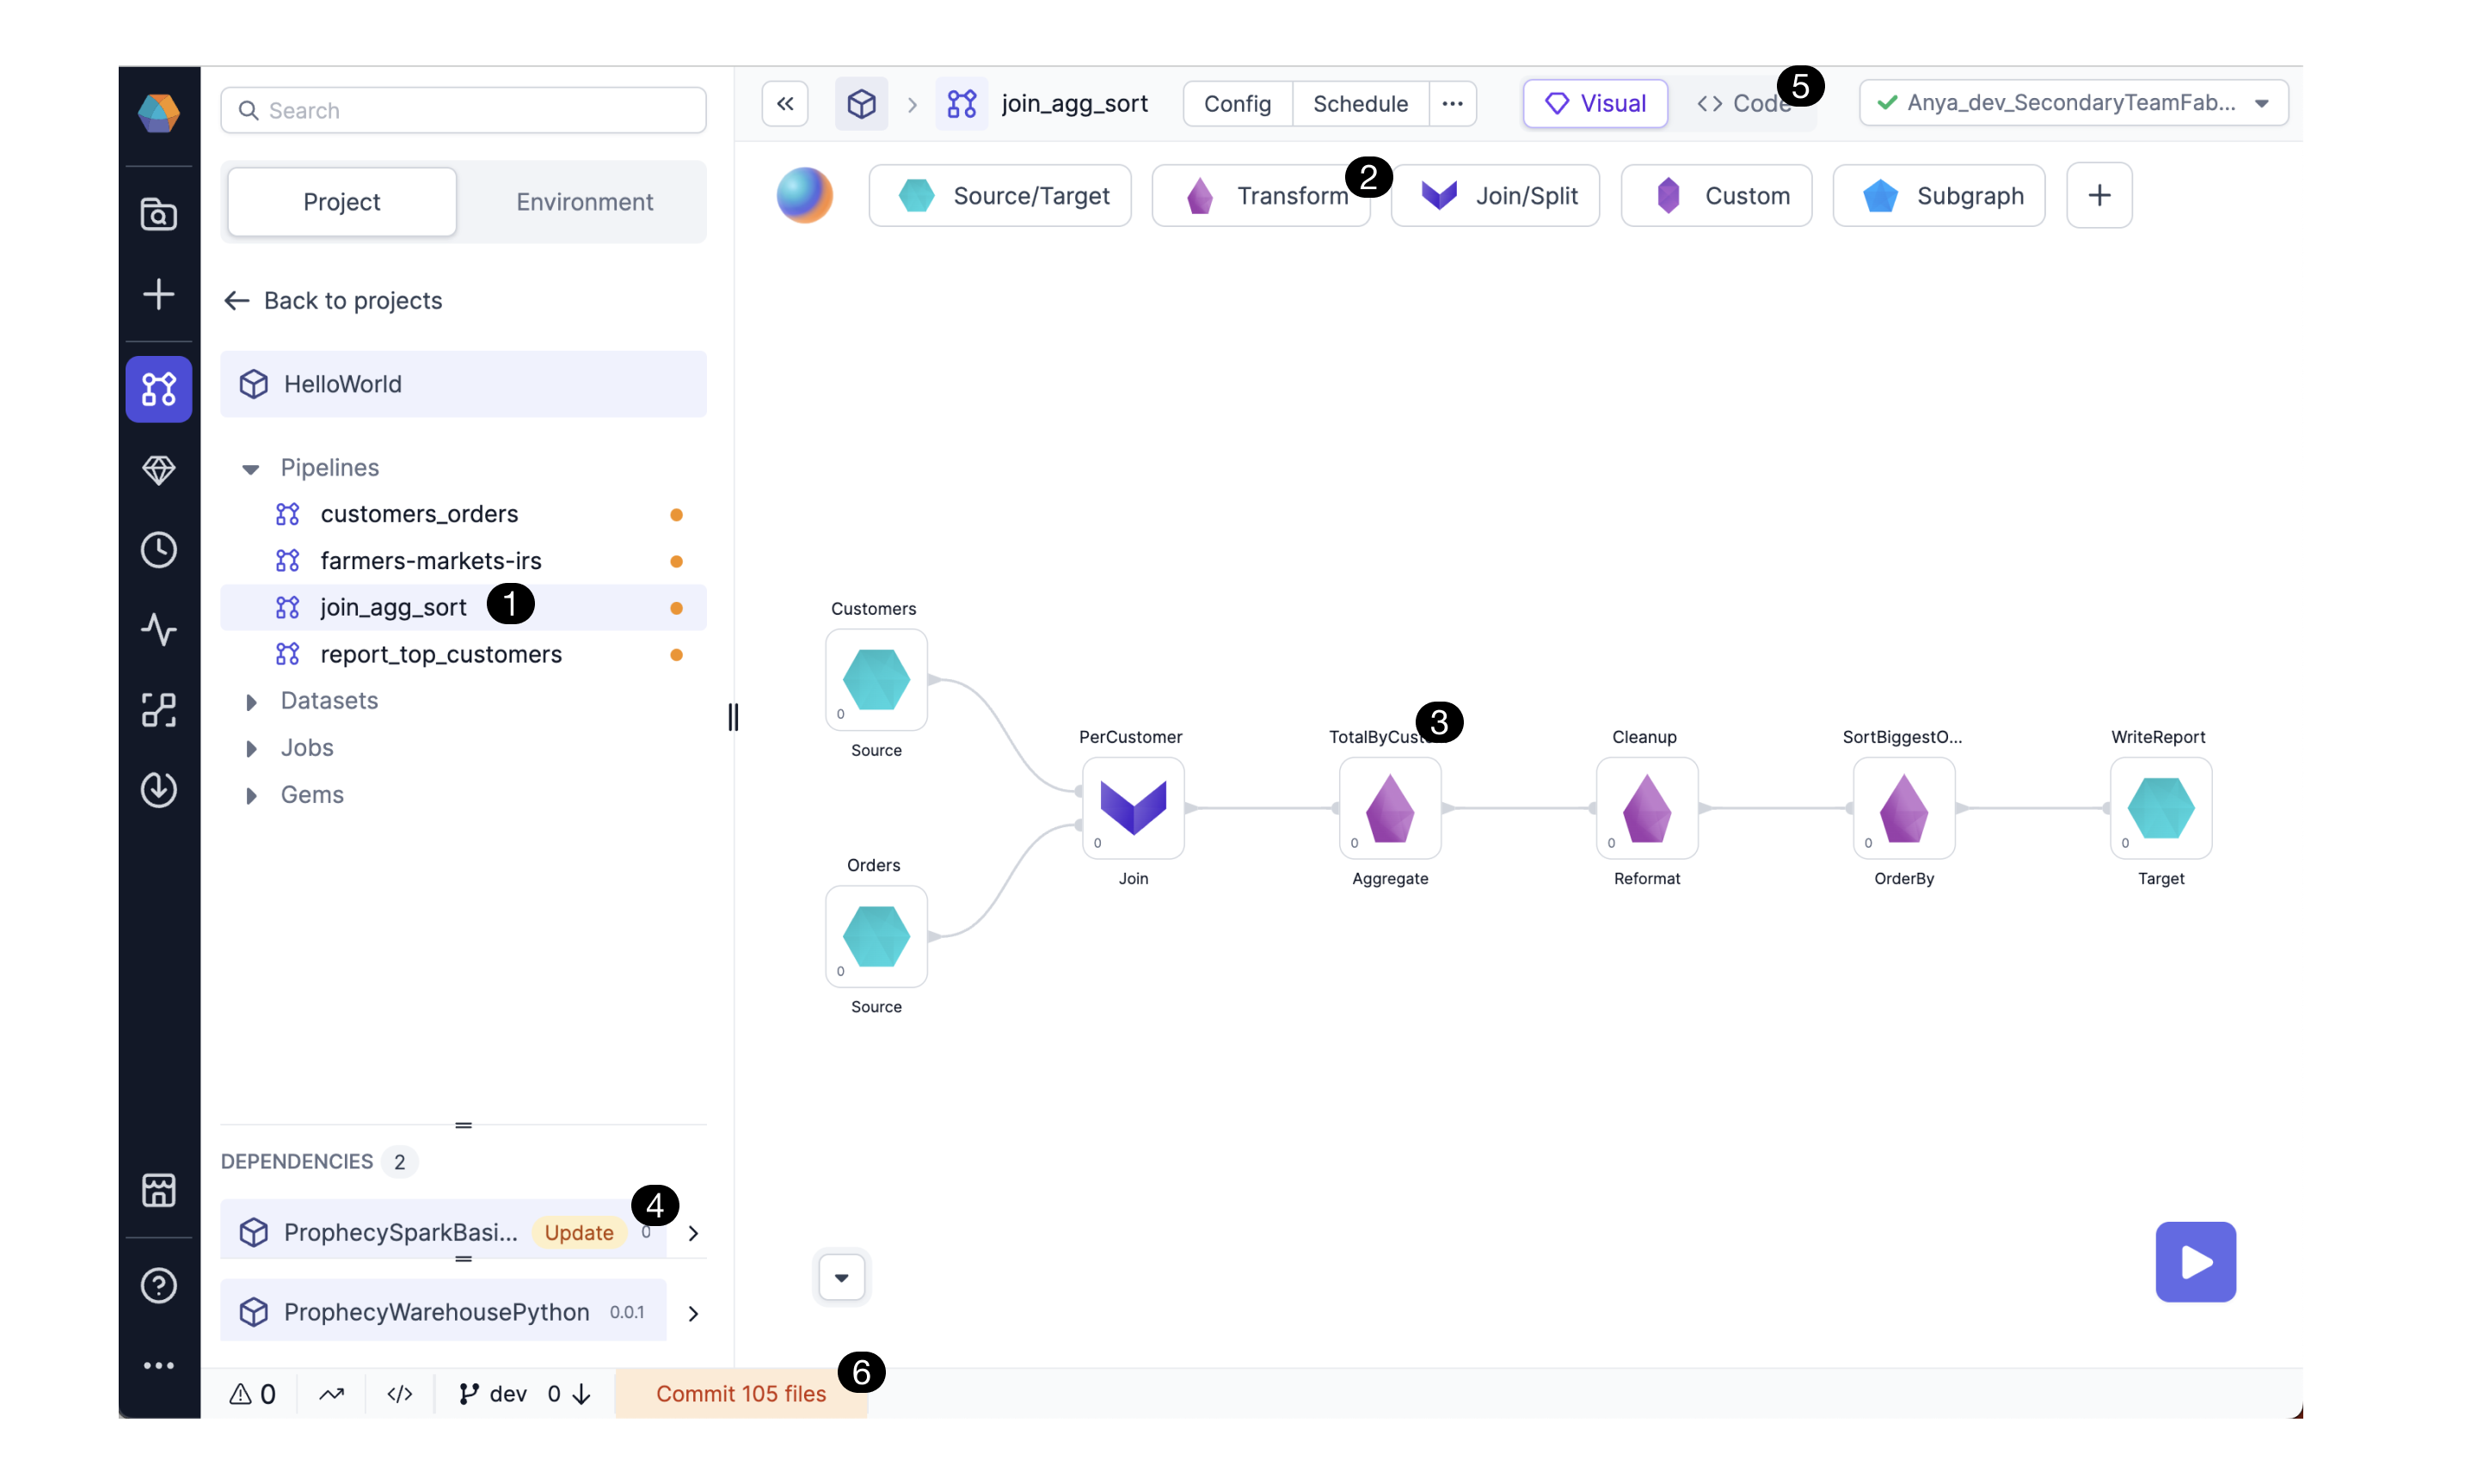 Search
Project
Environment
Back to projects
HelloWorld
Pipelines
customers_orders
farmers-markets-irs
join_agg_sort
1
report_top_customers
Datasets
Jobs
Gems
DEPENDENCIES 2
ProphecySparkBasi... Update 0
4
ProphecyWarehousePython 0.0.1
0
dev 0
Commit 105 files
6
join_agg_sort
Config
Schedule
Visual
Code
5
Anya_dev_SecondaryTeamFab...
Source/Target
Transform
2
Join/Split
Custom
Subgraph
Customers
0
Source
Orders
0
Source
PerCustomer
0
Join
3
0
Aggregate
Cleanup
0
Reformat
SortBiggestO...
0
OrderBy
WriteReport
0
Target